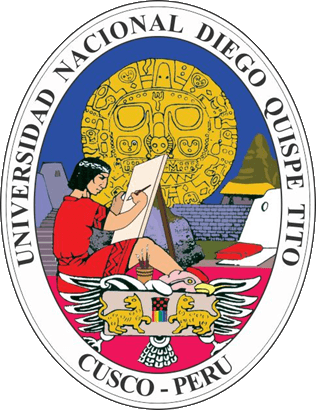 UNIVERSIDAD NACIONAL DIEGO QUISPE TITO
CUSCO - PERU